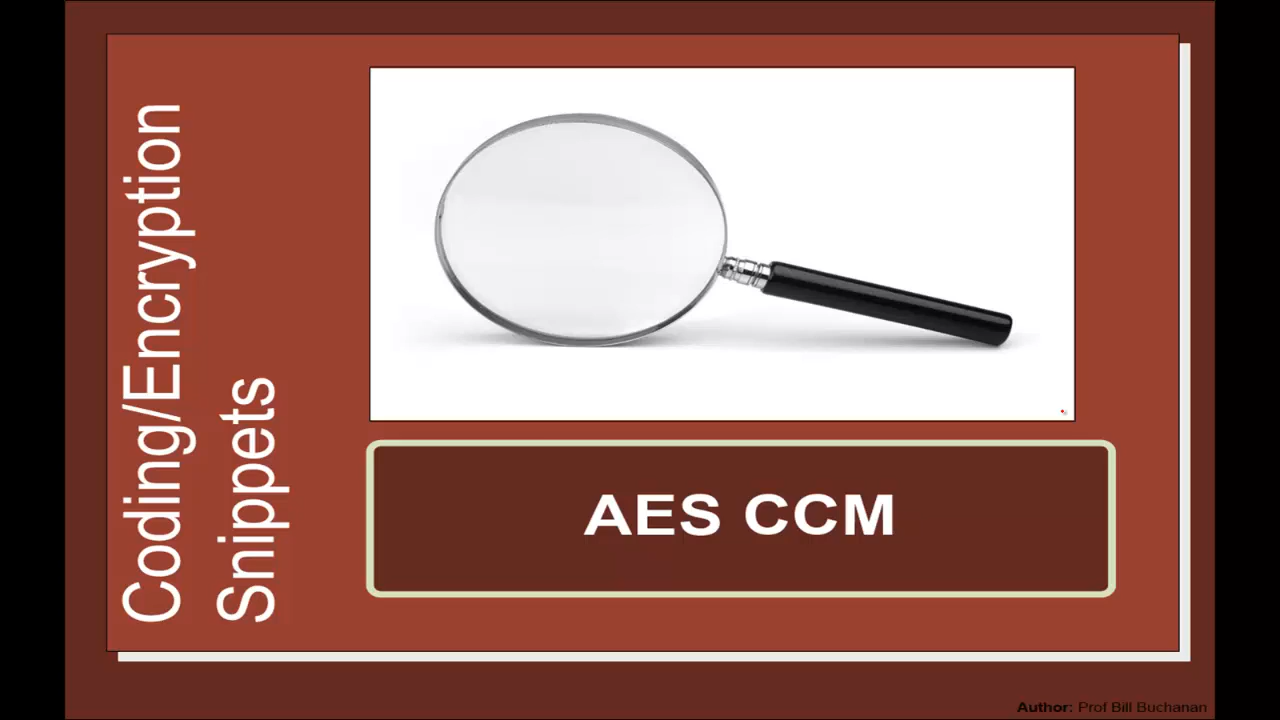 Coding/Encryption
Snippets
AES CCM
Author: Prof Bill Buchanan